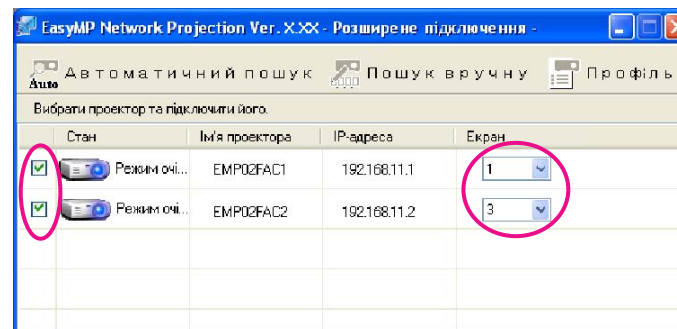 EasyMP Network Projection Ver. X.XX - Розширене підключення -
Auto Автоматичний пошук Пошук вручну Профіль
Вибрати проектор та підключити його.
Стан Ім'я проектора IP-адреса Екран
Режим очі... EMP02FAC1 192.168.11.1 1
Режим очі... EMP02FAC2 192.168.11.2 3